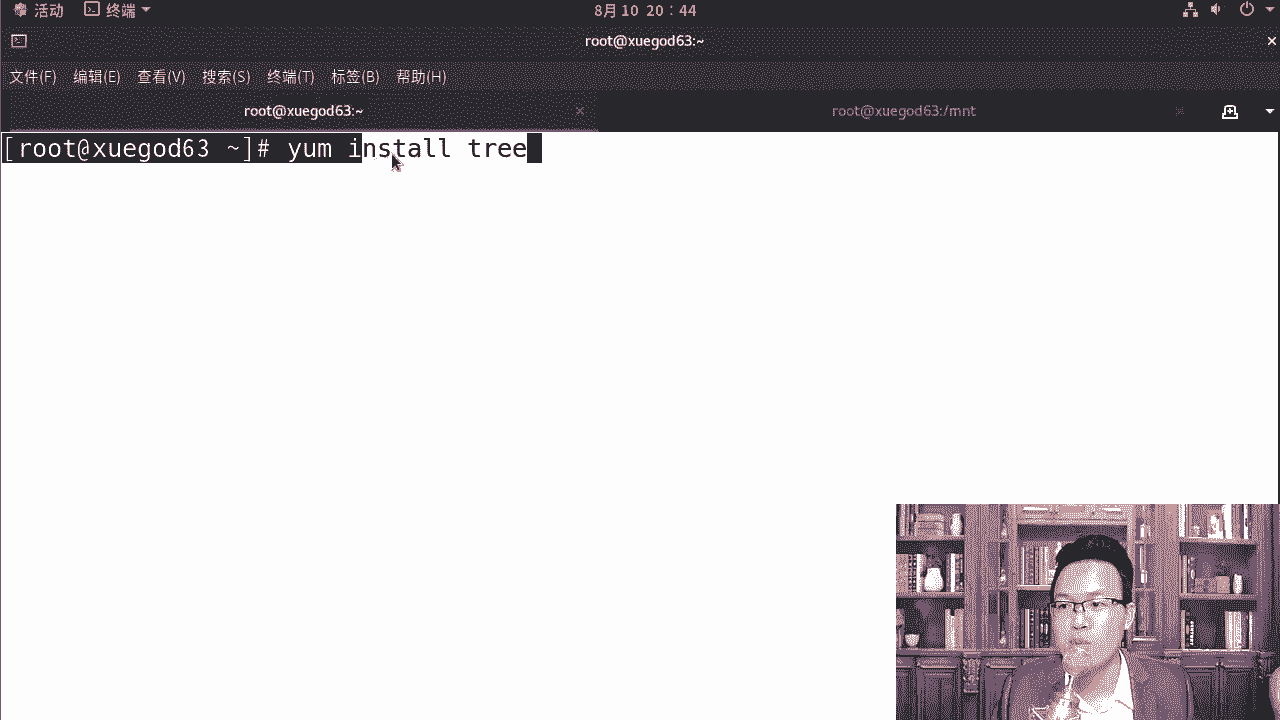 活动 终端 8月 10 20：44
root@xuegod63:~
文件(F) 编辑(E) 查看(V) 搜索(S) 终端(T) 标签(B) 帮助(H)
root@xuegod63:~ root@xuegod63:/mnt
[root@xuegod63 ~]# yum install tree